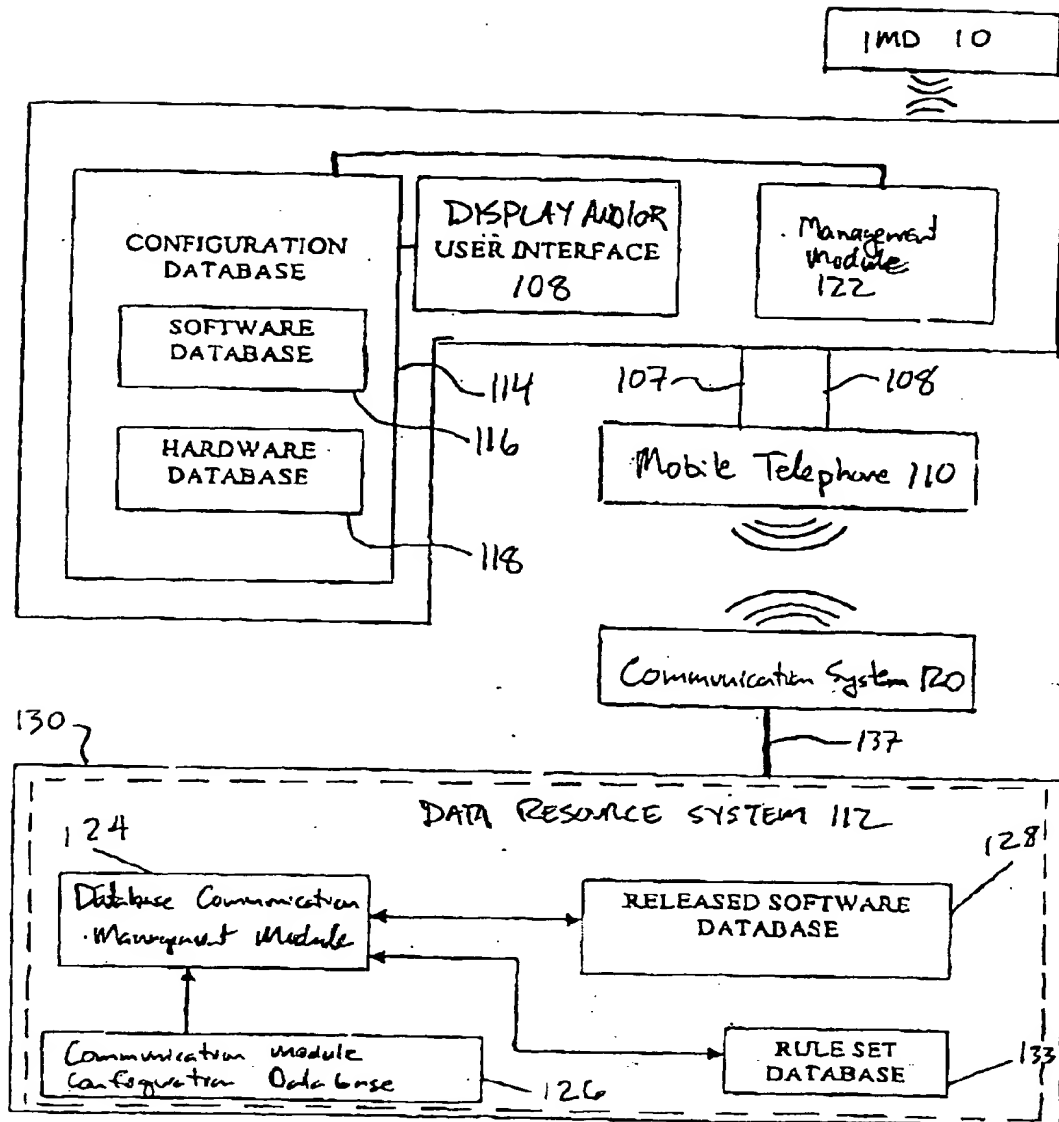 IMD 10
CONFIGURATION
DATABASE
SOFTWARE
DATABASE
HARDWARE
DATABASE
DISPLAY AND/OR
USER INTERFACE
108
Management
Module
122
114
116
118
107
108
Mobile Telephone 110
Communication System 120
137
130
DATA RESOURCE SYSTEM 112
124
128
Database Communication
Management Module
RELEASED SOFTWARE
DATABASE
Communication Module
Configuration Database
126
RULE SET
DATABASE
133